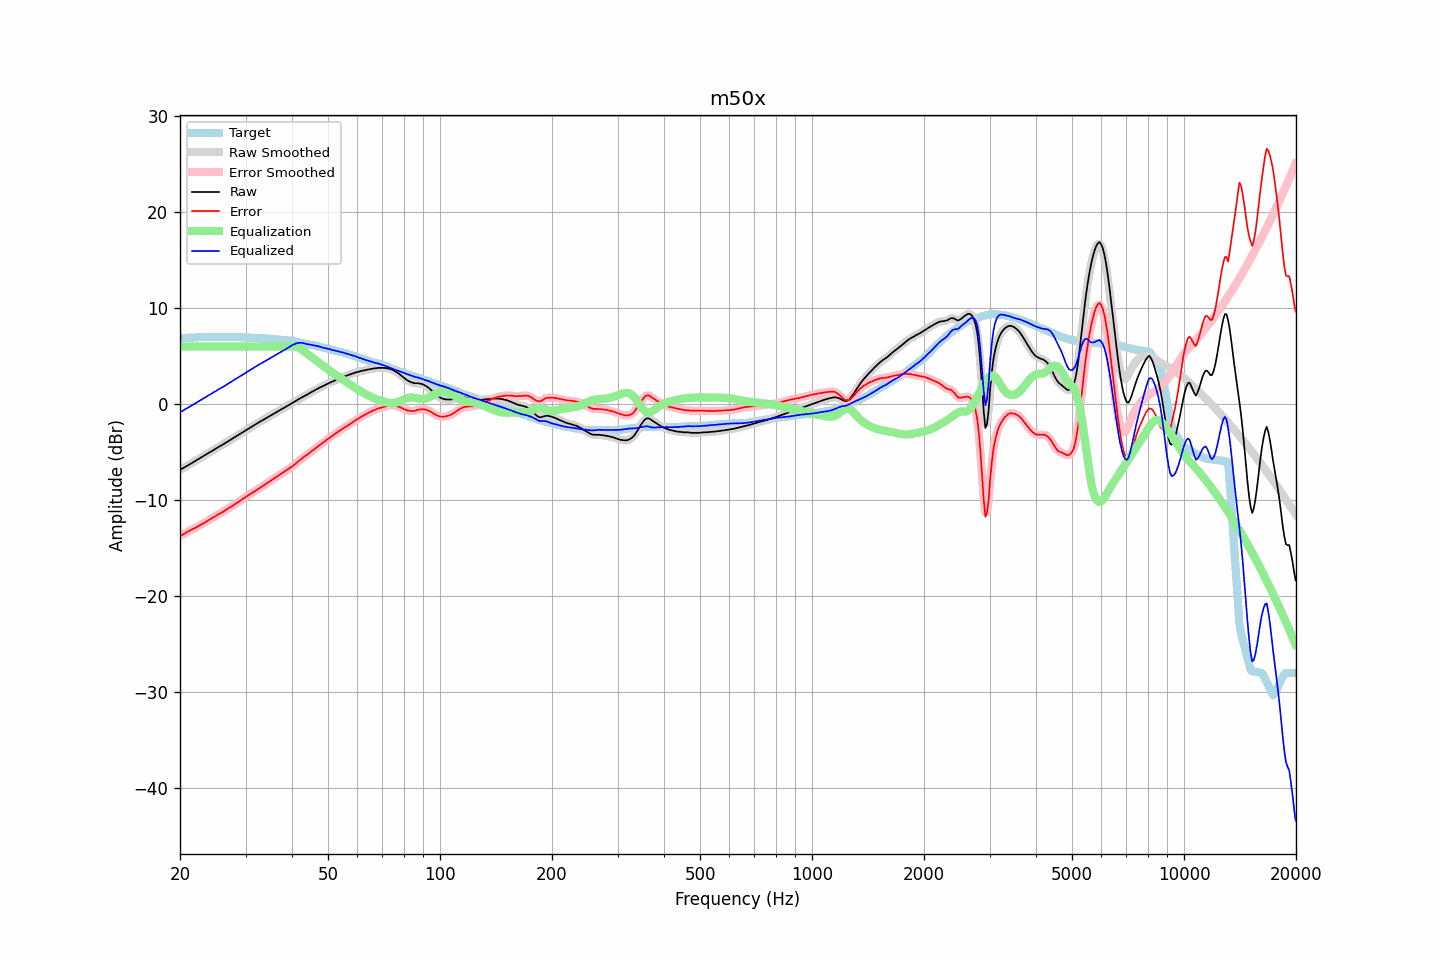 m50x
30
20
10
0
−10
−20
−30
−40
Amplitude (dBr)
Target
Raw Smoothed
Error Smoothed
Raw
Error
Equalization
Equalized
20 50 100 200 500 1000 2000 5000 10000 20000
Frequency (Hz)